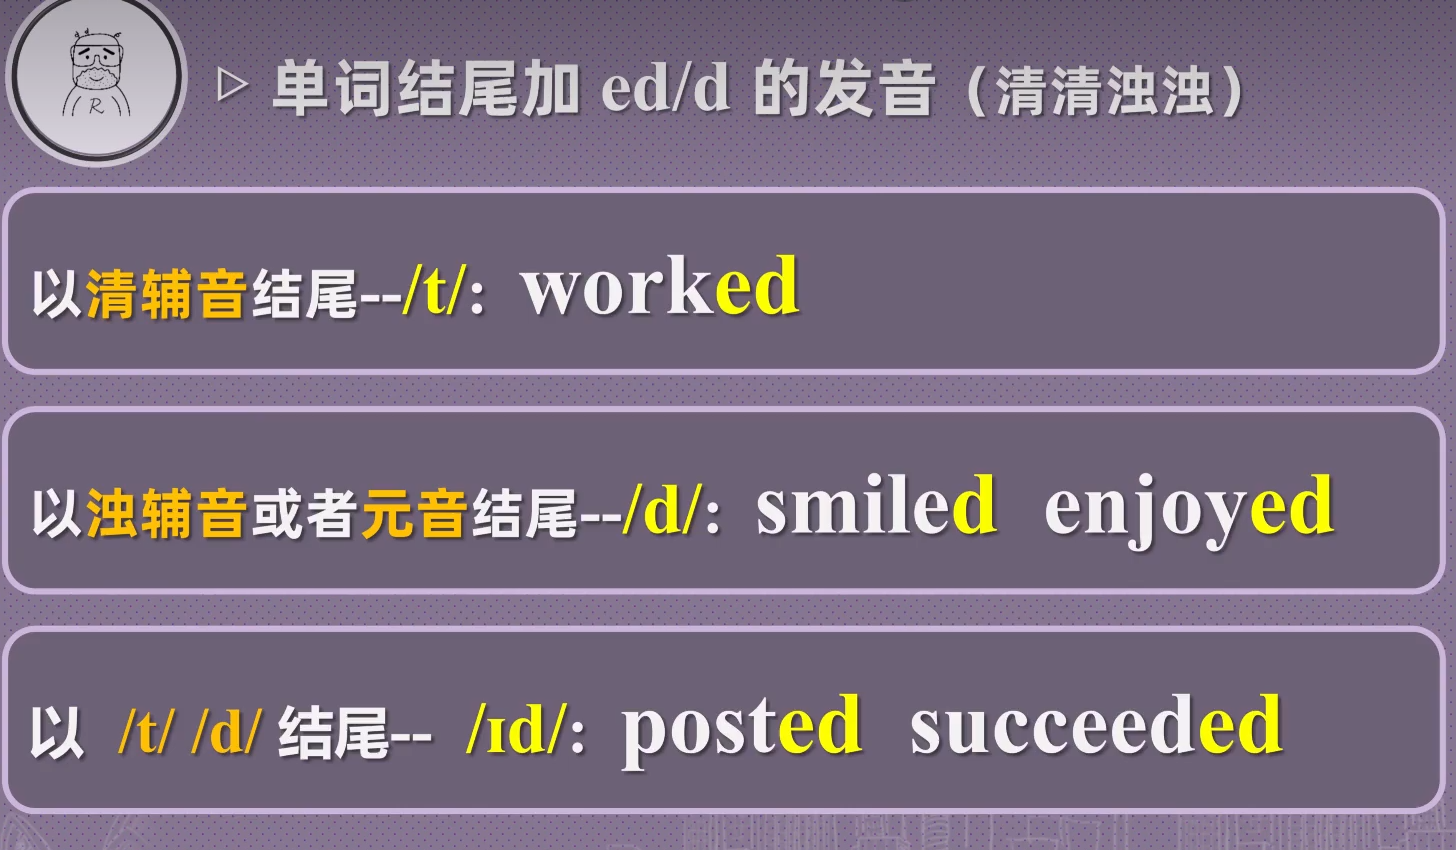 R
单词结尾加 ed/d 的发音（清清浊浊）
以清辅音结尾--/t/: worked
以浊辅音或者元音结尾--/d/: smiled enjoyed
以 /t/ /d/ 结尾-- /ɪd/: posted succeeded